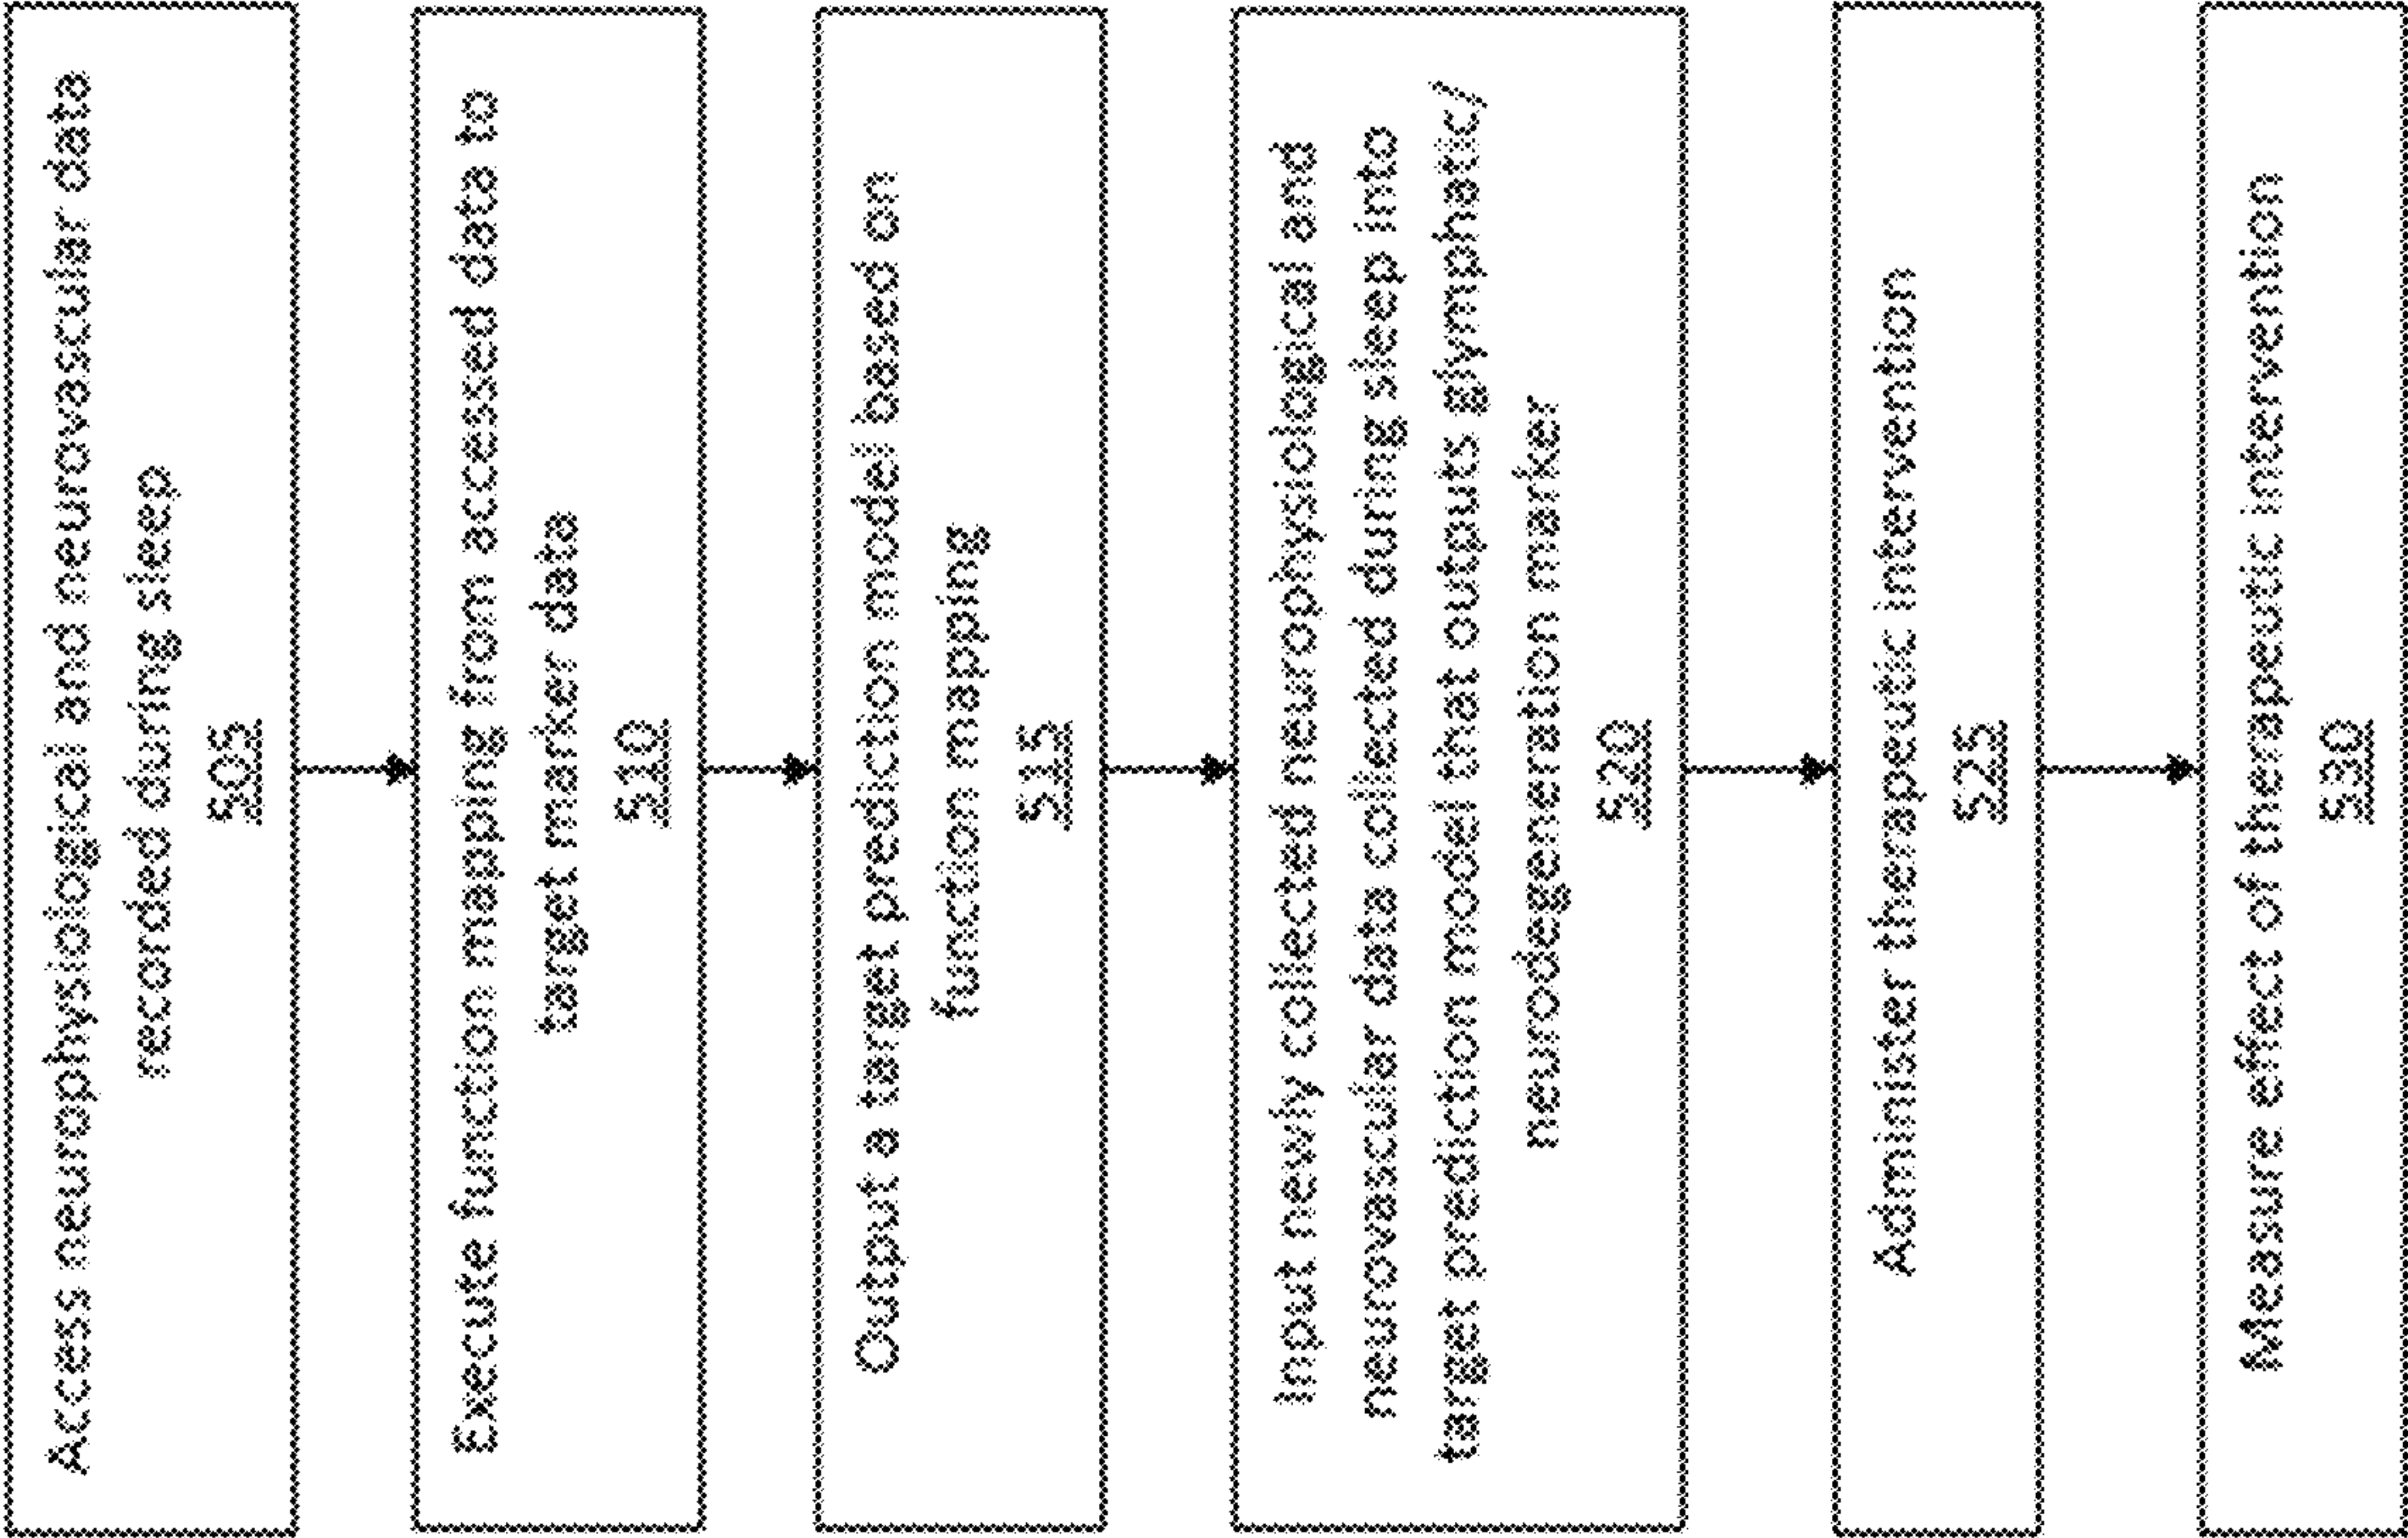 Access neurophysiological and neurovascular data
recorded during sleep
505
Execute function mapping from accessed data to
target marker data
510
Output a target prediction model based on
function mapping
515
Input newly collected neurophysiological and
neurovascular data collected during sleep into
target prediction model that outputs glymphatic/
neurodegeneration marker
520
Administer therapeutic intervention
525
Measure effect of therapeutic intervention
530